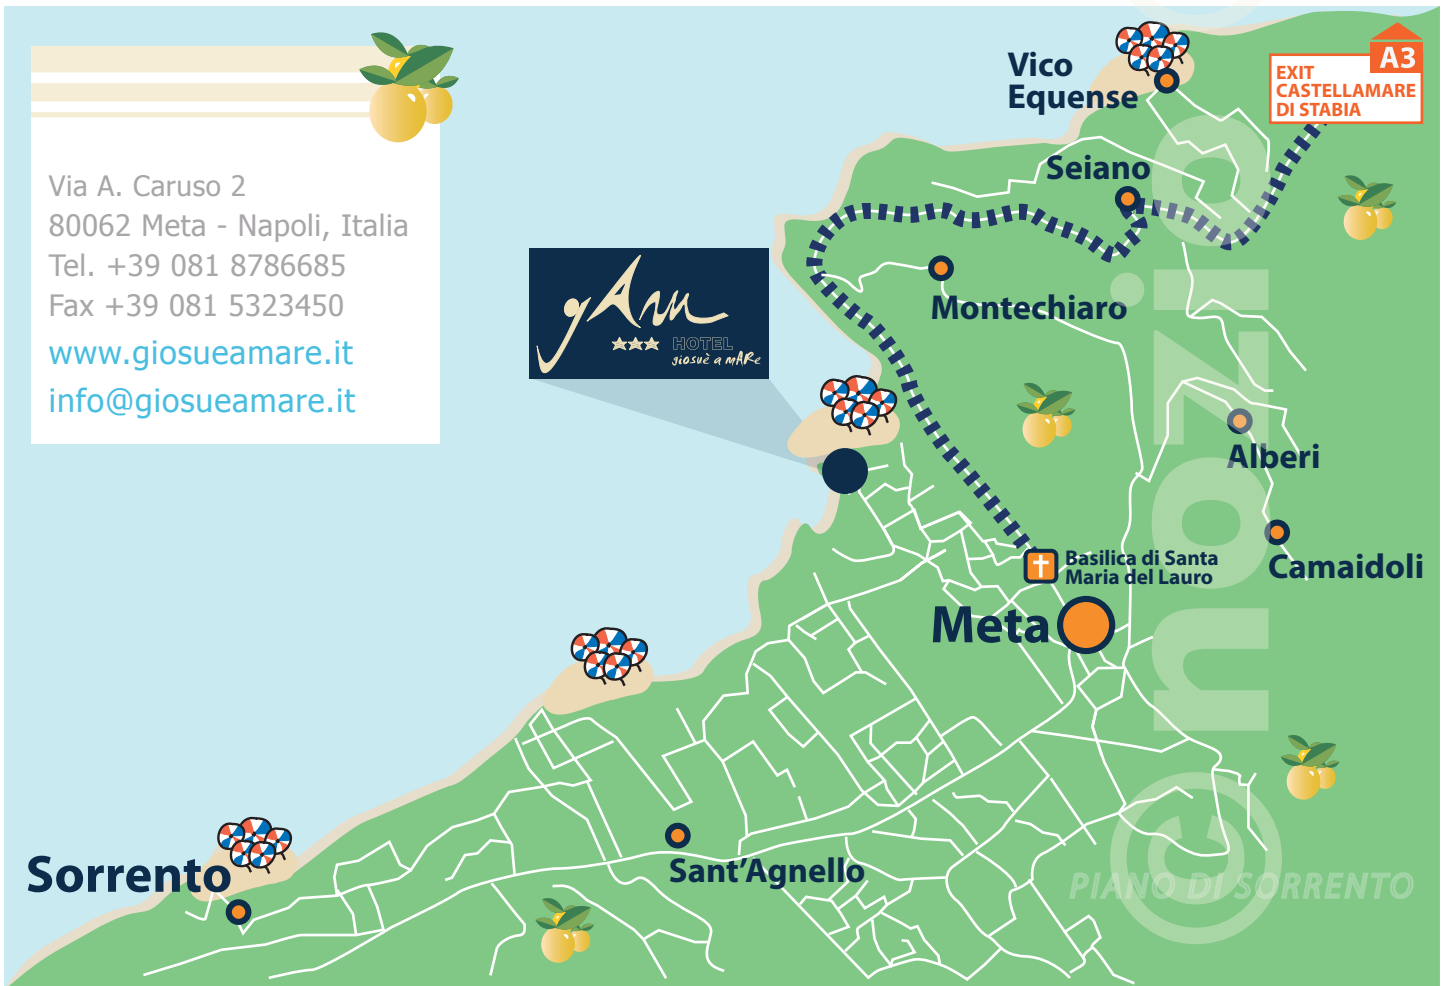 Via A. Caruso 2
80062 Meta - Napoli, Italia
Tel. +39 081 8786685
Fax +39 081 5323450
www.giosueamare.it
info@giosueamare.it
A3
EXIT
CASTELLAMARE
DI STABIA
Vico
Equense
Seiano
Montechiaro
gAm
HOTEL
giosuè a mARe
Alberi
Camaidoli
Basilica di Santa
Maria del Lauro
Meta
Sant’Agnello
Sorrento
PIANO DI SORRENTO
© nozio
©